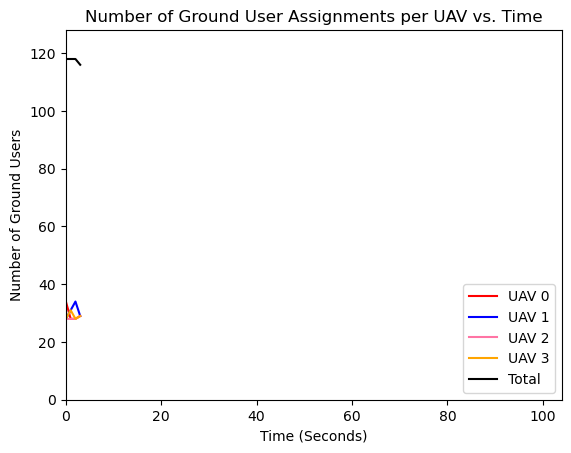 Number of Ground User Assignments per UAV vs. Time
Number of Ground Users
120
100
80
60
40
20
0
0 20 40 60 80 100
Time (Seconds)
UAV 0
UAV 1
UAV 2
UAV 3
Total